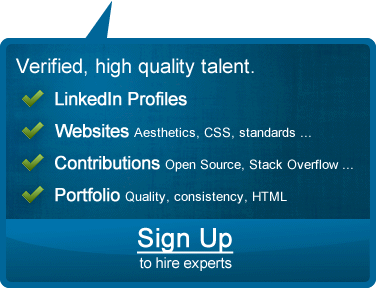 Verified, high quality talent.
LinkedIn Profiles
Websites Aesthetics, CSS, standards ...
Contributions Open Source, Stack Overflow ...
Portfolio Quality, consistency, HTML
Sign Up
to hire experts